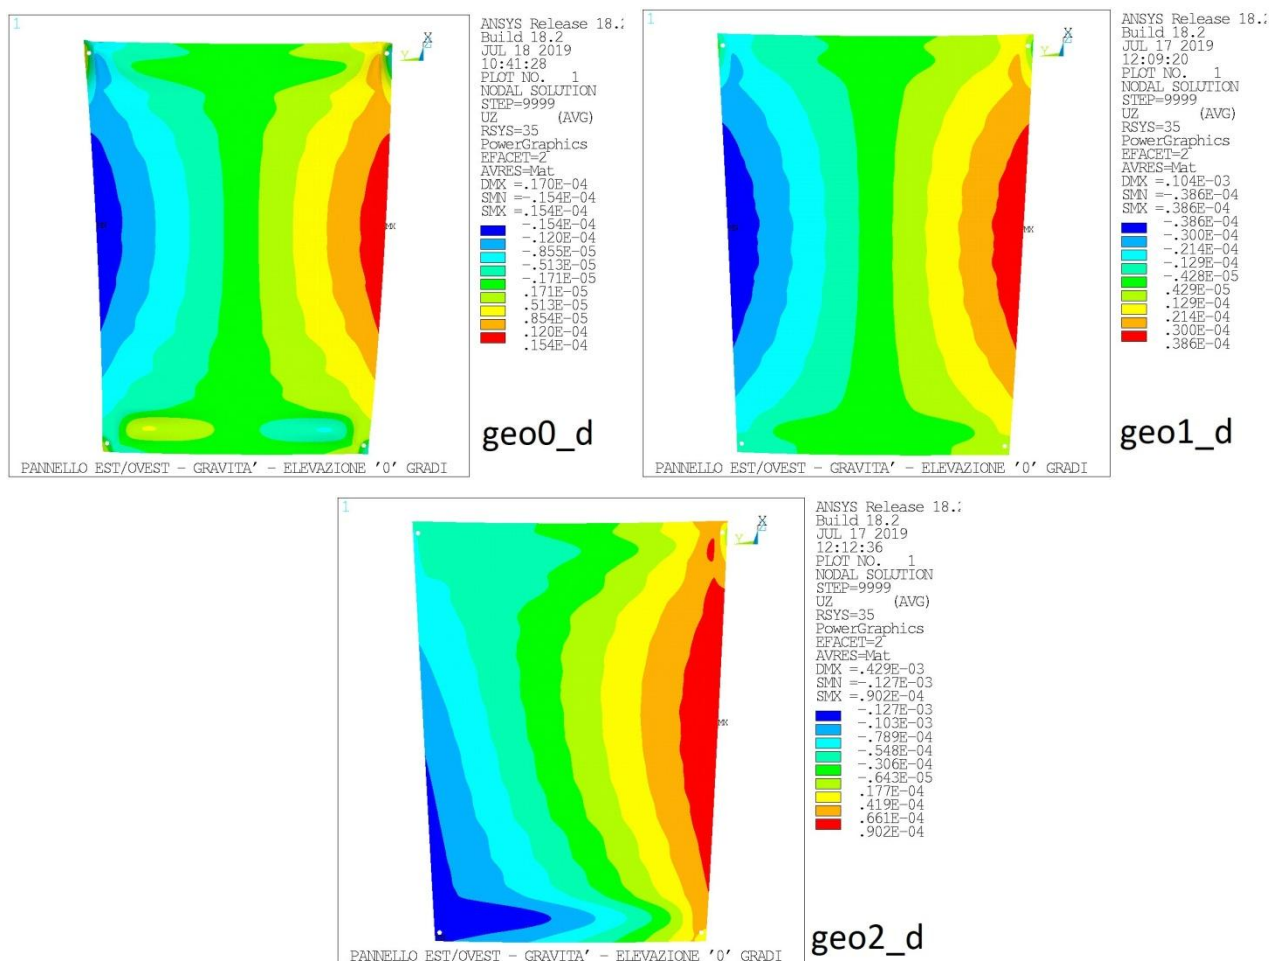 1
ANSYS Release 18.2
Build 18.2
JUL 18 2019
10:41:28
PLOT NO. 1
NODAL SOLUTION
STEP=9999
UZ (AVG)
RSYS=35
PowerGraphics
EFACET=2
AVRES=Mat
DMX =.170E-04
SMN =-.154E-04
SMX =.154E-04
-.154E-04
-.120E-04
-.855E-05
-.513E-05
-.171E-05
.171E-05
.513E-05
.854E-05
.120E-04
.154E-04
X
Y
Z
MX
geo0_d
PANNELLO EST/OVEST - GRAVITA' - ELEVAZIONE '0' GRADI
1
ANSYS Release 18.2
Build 18.2
JUL 17 2019
12:09:20
PLOT NO. 1
NODAL SOLUTION
STEP=9999
UZ (AVG)
RSYS=35
PowerGraphics
EFACET=2
AVRES=Mat
DMX =.104E-03
SMN =-.386E-04
SMX =.386E-04
-.386E-04
-.300E-04
-.214E-04
-.129E-04
-.428E-05
.429E-05
.129E-04
.214E-04
.300E-04
.386E-04
X
Y
Z
MX
geo1_d
PANNELLO EST/OVEST - GRAVITA' - ELEVAZIONE '0' GRADI
1
ANSYS Release 18.2
Build 18.2
JUL 17 2019
12:12:36
PLOT NO. 1
NODAL SOLUTION
STEP=9999
UZ (AVG)
RSYS=35
PowerGraphics
EFACET=2
AVRES=Mat
DMX =.429E-03
SMN =-.127E-03
SMX =.902E-04
-.127E-03
-.103E-03
-.789E-04
-.548E-04
-.306E-04
-.643E-05
.177E-04
.419E-04
.661E-04
.902E-04
X
Y
Z
MX
geo2_d
PANNELLO EST/OVEST - GRAVITA' - ELEVAZIONE '0' GRADI